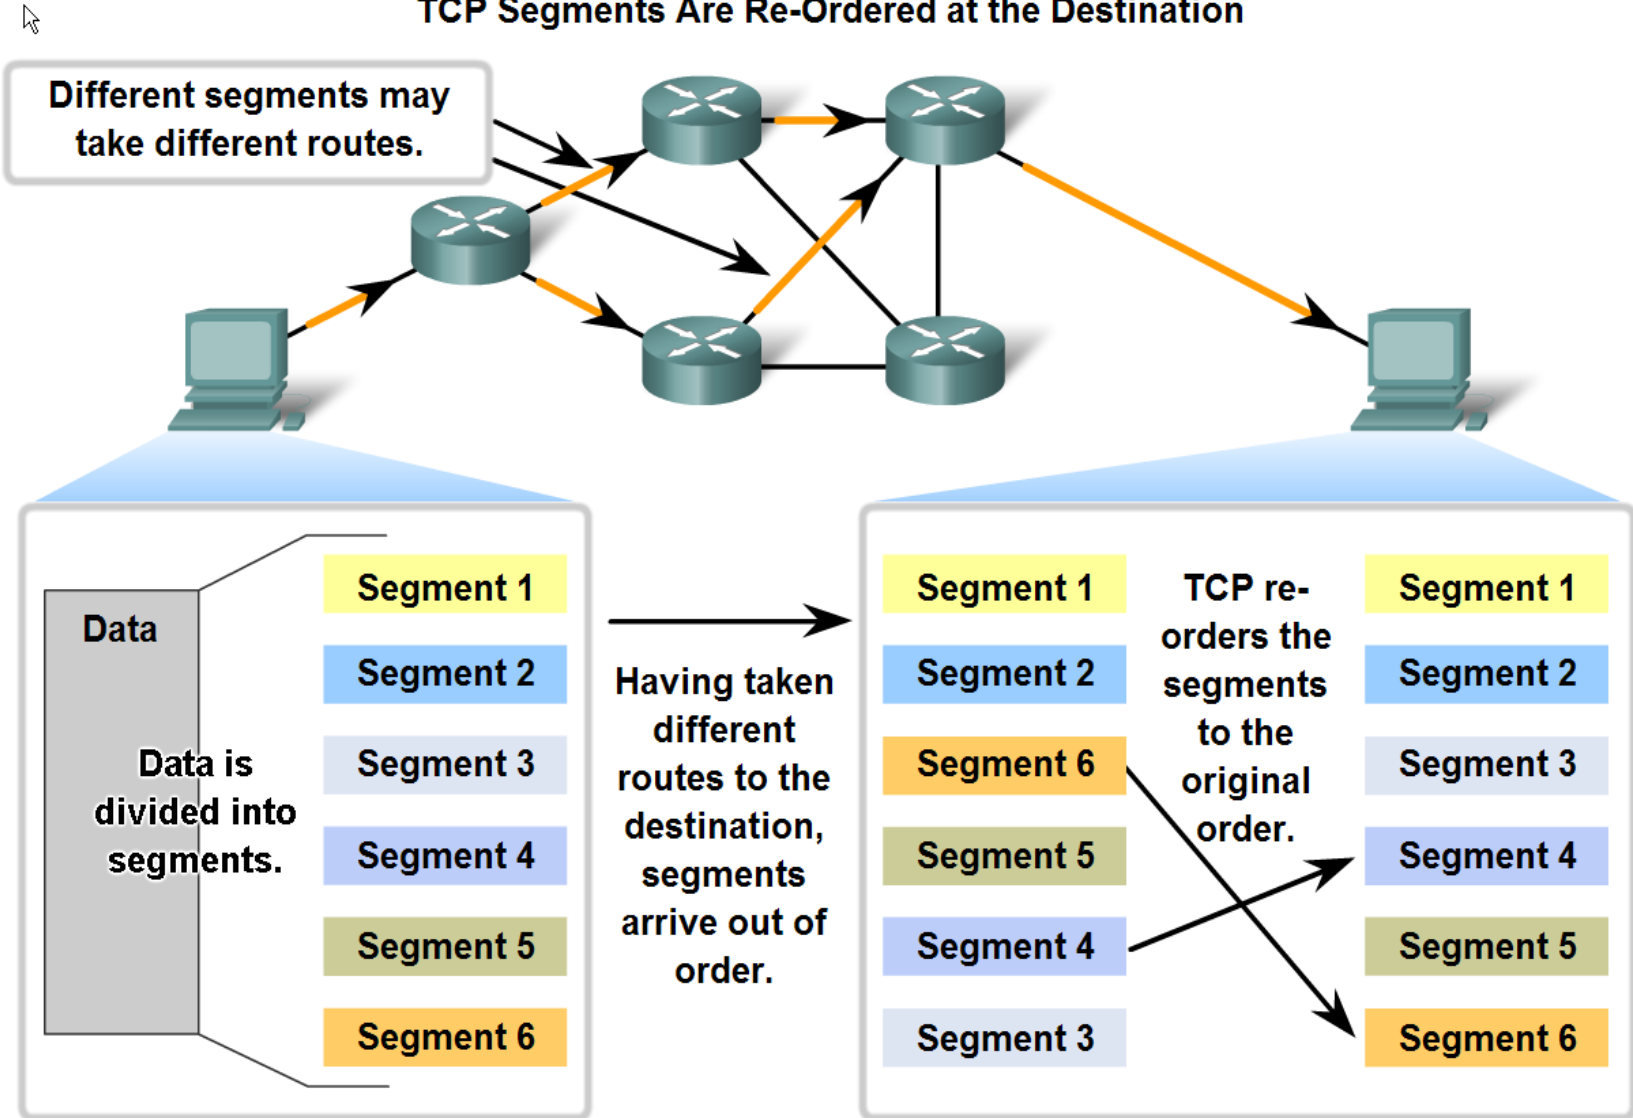 TCP Segments Are Re-Ordered at the Destination
Different segments may
take different routes.
Data
Data is
divided into
segments.
Segment 1
Segment 2
Segment 3
Segment 4
Segment 5
Segment 6
Having taken
different
routes to the
destination,
segments
arrive out of
order.
Segment 1
Segment 2
Segment 6
Segment 5
Segment 4
Segment 3
TCP re-
orders the
segments
to the
original
order.
Segment 1
Segment 2
Segment 3
Segment 4
Segment 5
Segment 6